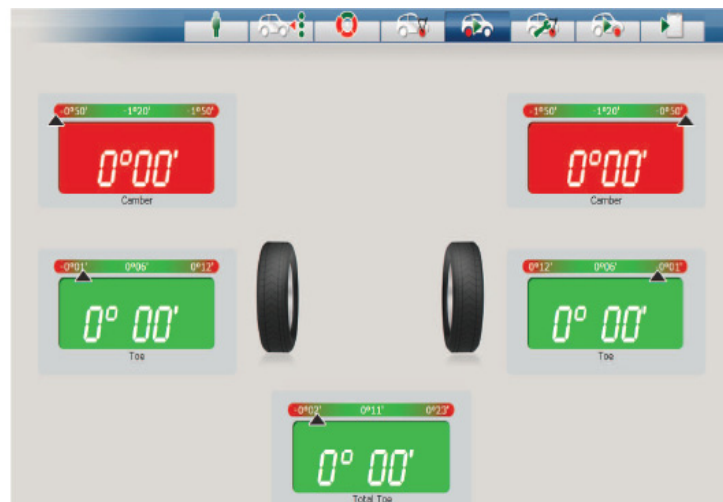 -0°50' -1°20' -1°50'
0°00'
Camber
-1°50' -1°20' -0°50'
0°00'
Camber
-0°01' 0°06' 0°12'
0° 00'
Toe
0°12' 0°06' -0°01'
0° 00'
Toe
-0°02' 0°11' 0°23'
0° 00'
Total Toe